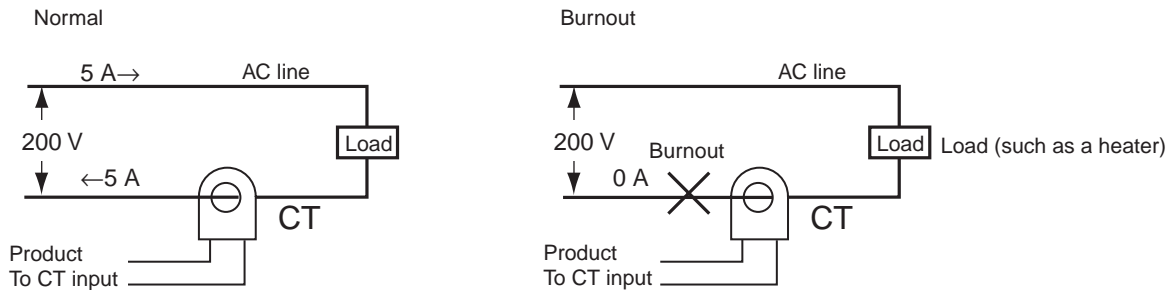 Normal
5 A→
AC line
200 V
Load
←5 A
CT
Product
To CT input
Burnout
AC line
200 V
Burnout
Load
Load (such as a heater)
0 A
CT
Product
To CT input